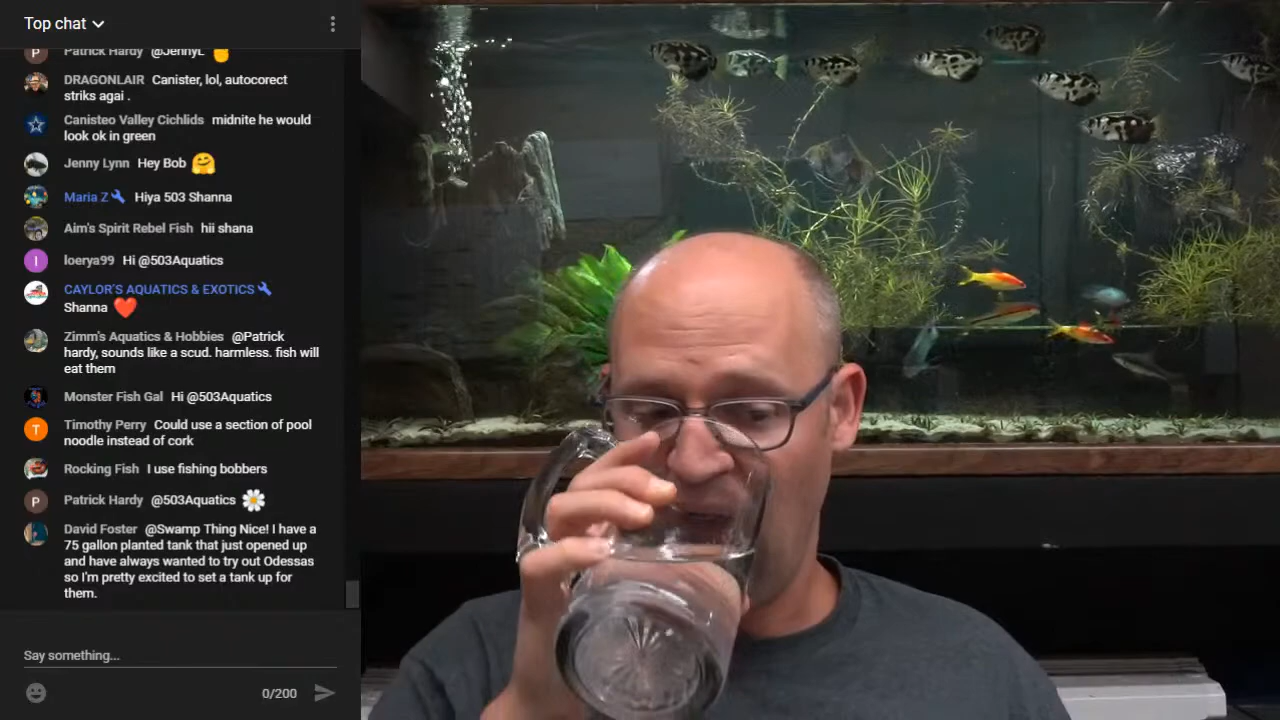 Top chat
Patrick Hardy @JennyL
DRAGONLAIR Canister, lol, autocorect
striks agai .
Canisteo Valley Cichlids midnite he would
look ok in green
Jenny Lynn Hey Bob
Maria Z Hiya 503 Shanna
Aim's Spirit Rebel Fish hii shana
loerya99 Hi @503Aquatics
CAYLOR'S AQUATICS & EXOTICS
Shanna
Zimm's Aquatics & Hobbies @Patrick
hardy, sounds like a scud. harmless. fish will
eat them
Monster Fish Gal Hi @503Aquatics
Timothy Perry Could use a section of pool
noodle instead of cork
Rocking Fish I use fishing bobbers
Patrick Hardy @503Aquatics
David Foster @Swamp Thing Nice! I have a
75 gallon planted tank that just opened up
and have always wanted to try out Odessas
so I'm pretty excited to set a tank up for
them.
Say something...
0/200